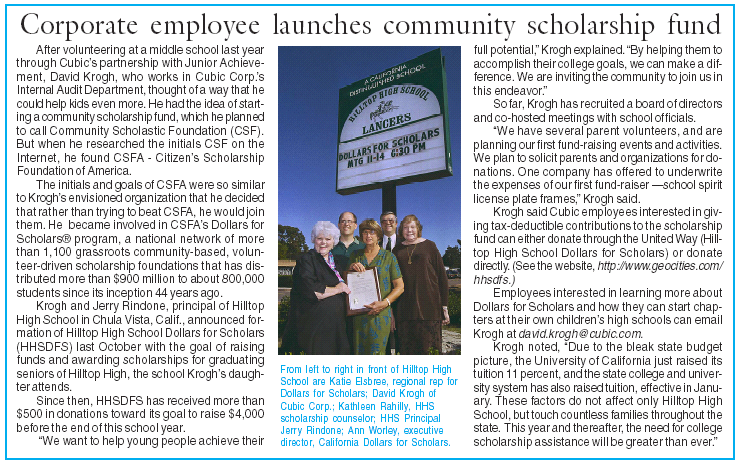 Corporate employee launches community scholarship fund
After volunteering at a middle school last year
through Cubic's partnership with Junior Achieve-
ment, David Krogh, who works in Cubic Corp.'s
Internal Audit Department, thought of a way that he
could help kids even more. He had the idea of start-
ing a community scholarship fund, which he planned
to call Community Scholastic Foundation (CSF).
But when he researched the initials CSF on the
Internet, he found CSFA - Citizen's Scholarship
Foundation of America.
The initials and goals of CSFA were so similar
to Krogh's envisioned organization that he decided
that rather than trying to beat CSFA, he would join
them. He became involved in CSFA's Dollars for
Scholars® program, a national network of more
than 1,100 grassroots community-based, volun-
teer-driven scholarship foundations that has dis-
tributed more than $900 million to about 800,000
students since its inception 44 years ago.
Krogh and Jerry Rindone, principal of Hilltop
High School in Chula Vista, Calif., announced for-
mation of Hilltop High School Dollars for Scholars
(HHSDFS) last October with the goal of raising
funds and awarding scholarships for graduating
seniors of Hilltop High, the school Krogh's daugh-
ter attends.
Since then, HHSDFS has received more than
$500 in donations toward its goal to raise $4,000
before the end of this school year.
"We want to help young people achieve their
A CALIFORNIA
DISTINGUISHED SCHOOL
HILLTOP HIGH SCHOOL
LANCERS
DOLLARS FOR SCHOLARS
MTG 11-14 6:30 PM
From left to right in front of Hilltop High
School are Katie Elsbree, regional rep for
Dollars for Scholars; David Krogh of
Cubic Corp.; Kathleen Rahilly, HHS
scholarship counselor; HHS Principal
Jerry Rindone; Ann Worley, executive
director, California Dollars for Scholars.
full potential," Krogh explained. "By helping them to
accomplish their college goals, we can make a dif-
ference. We are inviting the community to join us in
this endeavor."
So far, Krogh has recruited a board of directors
and co-hosted meetings with school officials.
"We have several parent volunteers, and are
planning our first fund-raising events and activities.
We plan to solicit parents and organizations for do-
nations. One company has offered to underwrite
the expenses of our first fund-raiser —school spirit
license plate frames," Krogh said.
Krogh said Cubic employees interested in giv-
ing tax-deductible contributions to the scholarship
fund can either donate through the United Way (Hill-
top High School Dollars for Scholars) or donate
directly. (See the website, http://www.geocities.com/
hhsdfs.)
Employees interested in learning more about
Dollars for Scholars and how they can start chap-
ters at their own children's high schools can email
Krogh at david.krogh@cubic.com.
Krogh noted, "Due to the bleak state budget
picture, the University of California just raised its
tuition 11 percent, and the state college and univer-
sity system has also raised tuition, effective in Janu-
ary. These factors do not affect only Hilltop High
School, but touch countless families throughout the
state. This year and thereafter, the need for college
scholarship assistance will be greater than ever."